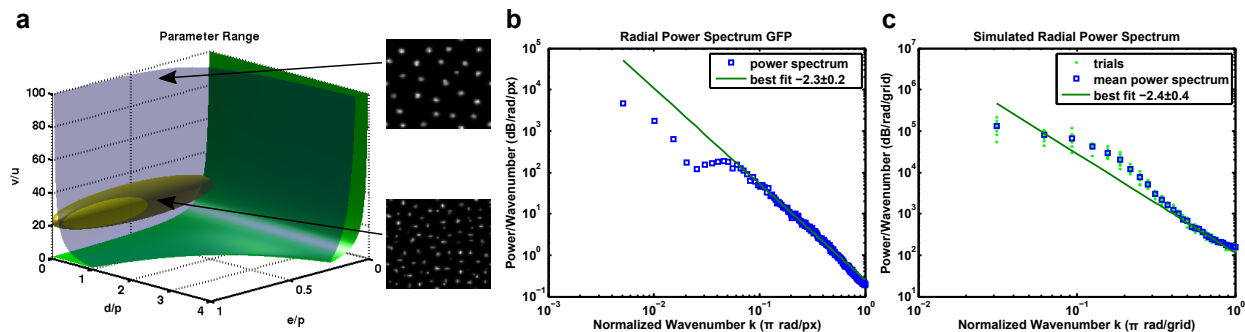 a
Parameter Range
v/u
100
80
60
40
20
0
0
1
2
3
4
d/p
1
0.5
0
e/p
b
Radial Power Spectrum GFP
power spectrum
best fit −2.3±0.2
Power/Wavenumber (dB/rad/px)
10^5
10^4
10^3
10^2
10^1
10^0
10^−1
10^−3
10^−2
10^−1
10^0
Normalized Wavenumber k (π rad/px)
c
Simulated Radial Power Spectrum
trials
mean power spectrum
best fit −2.4±0.4
Power/Wavenumber (dB/rad/grid)
10^7
10^6
10^5
10^4
10^3
10^2
10^1
10^0
10^−2
10^−1
10^0
Normalized Wavenumber k (π rad/grid)